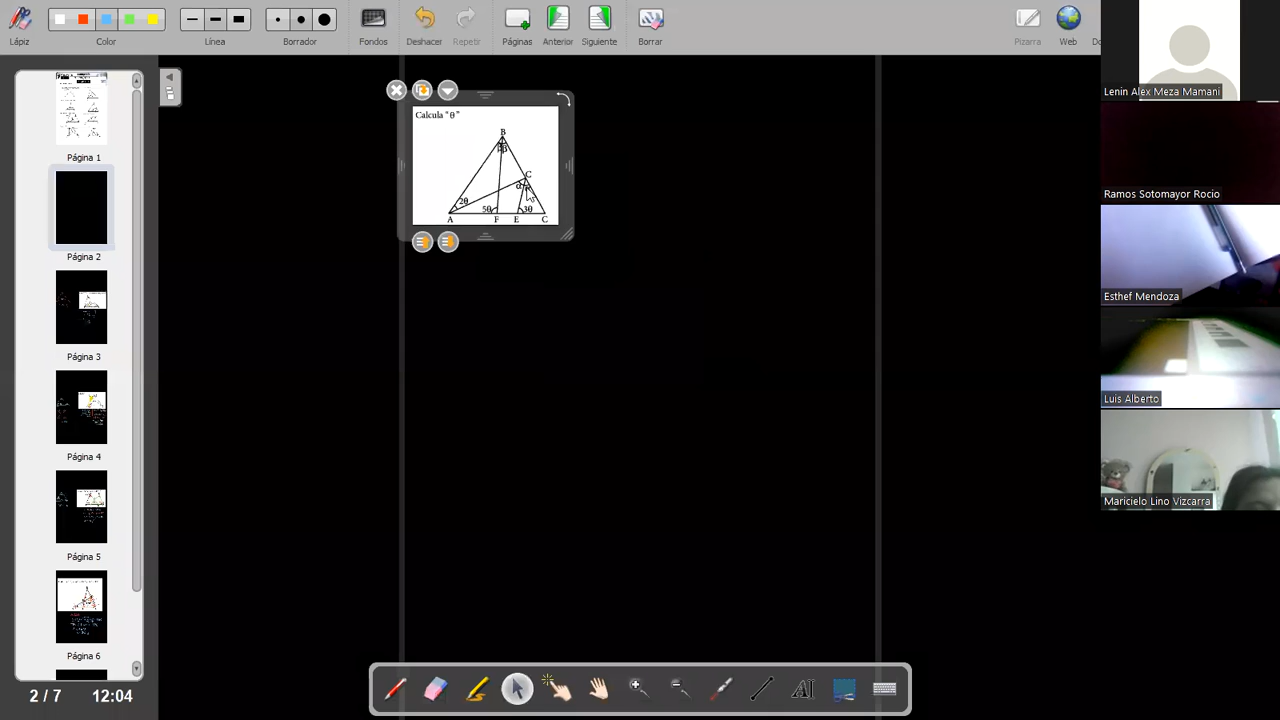 Lápiz
Color
Línea
Borrador
Fondos
Deshacer
Repetir
Páginas
Anterior
Siguiente
Borrar
Pizarra
Web
Página 1
Página 2
Página 3
Página 4
Página 5
Página 6
2 / 7
12:04
Calcula "θ"
B
β β
C
α
2θ
5θ
3θ
A
F
E
C
Lenin Alex Meza Mamani
Ramos Sotomayor Rocio
Esthef Mendoza
Luis Alberto
Maricielo Lino Vizcarra